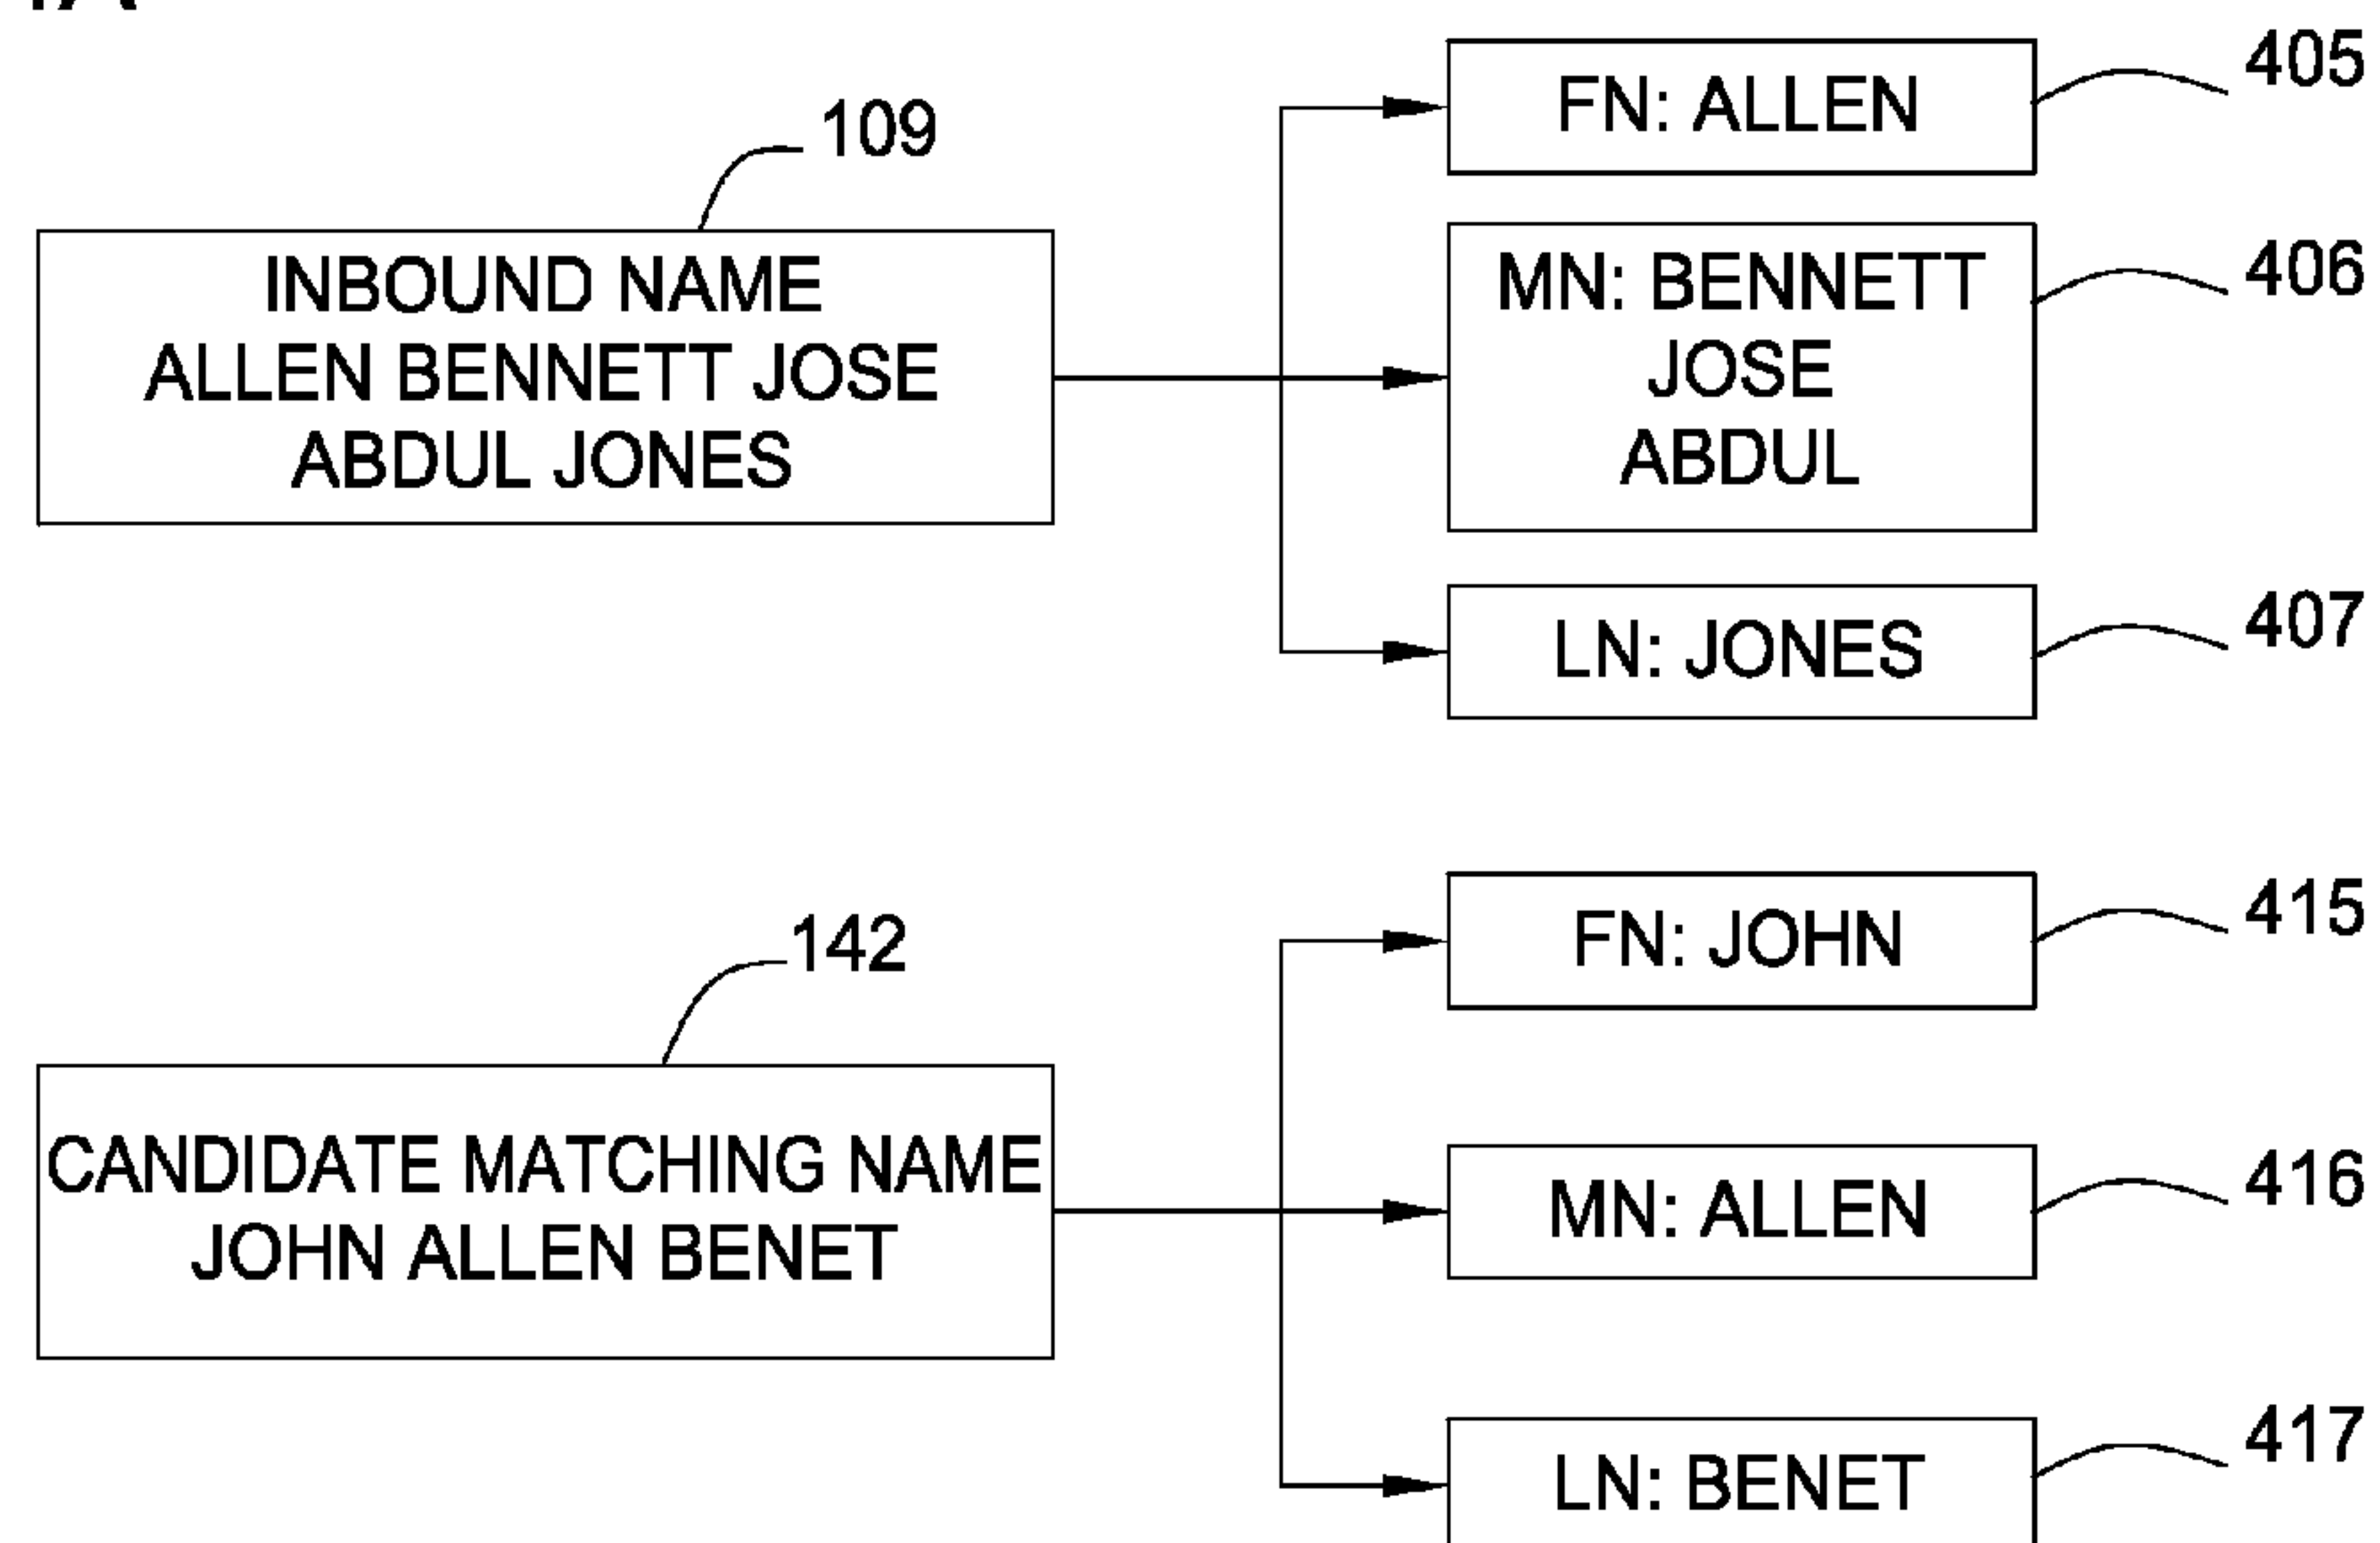 109
INBOUND NAME
ALLEN BENNETT JOSE
ABDUL JONES
FN: ALLEN
405
MN: BENNETT
JOSE
ABDUL
406
LN: JONES
407
142
CANDIDATE MATCHING NAME
JOHN ALLEN BENET
FN: JOHN
415
MN: ALLEN
416
LN: BENET
417